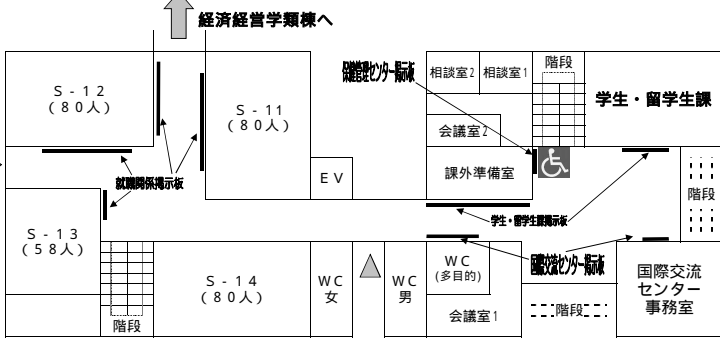 経済経営学類棟へ
S-12
(80人)
S-11
(80人)
保健管理センター掲示板
相談室2
相談室1
階段
学生・留学生課
会議室2
課外準備室
EV
就職関係掲示板
階段
S-13
(58人)
学生・留学生課掲示板
S-14
(80人)
WC
女
WC
男
WC
(多目的)
国際交流センター掲示板
国際交流
センター
事務室
階段
会議室1
階段